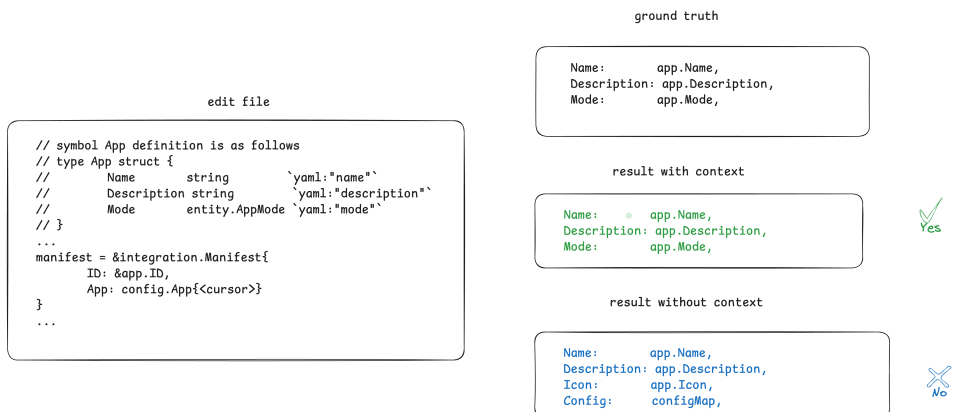 edit file
// symbol App definition is as follows
// type App struct {
//        Name       string        `yaml:"name"`
//        Description string        `yaml:"description"`
//        Mode       entity.AppMode `yaml:"mode"`
// }
...
manifest = &integration.Manifest{
ID: &app.ID,
App: config.App{<cursor>}
}
...
ground truth
Name:       app.Name,
Description: app.Description,
Mode:       app.Mode,
result with context
Name:       app.Name,
Description: app.Description,
Mode:       app.Mode,
Yes
result without context
Name:       app.Name,
Description: app.Description,
Icon:       app.Icon,
Config:      configMap,
No